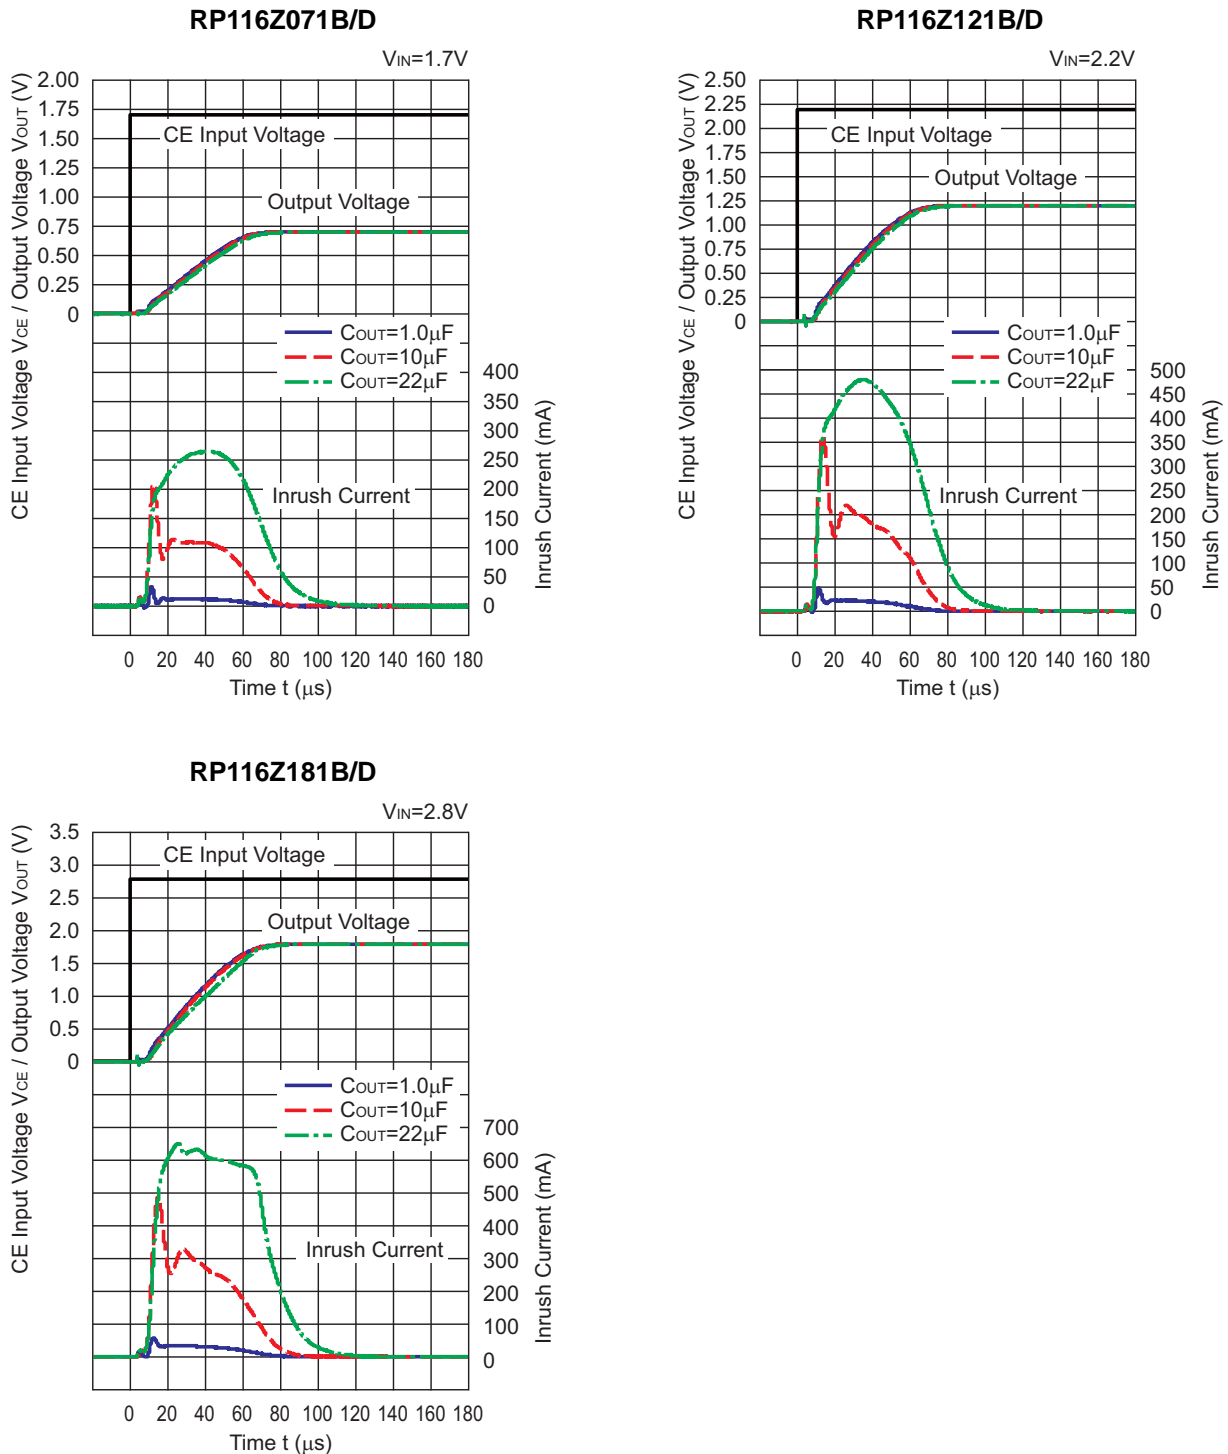 RP116Z071B/D
VIN=1.7V
CE Input Voltage VCE / Output Voltage VOUT (V)
2.00
1.75
1.50
1.25
1.00
0.75
0.50
0.25
0
CE Input Voltage
Output Voltage
COUT=1.0μF
COUT=10μF
COUT=22μF
400
350
300
250
200
150
100
50
0
Inrush Current (mA)
Inrush Current
0 20 40 60 80 100 120 140 160 180
Time t (μs)
RP116Z121B/D
VIN=2.2V
CE Input Voltage VCE / Output Voltage VOUT (V)
2.50
2.25
2.00
1.75
1.50
1.25
1.00
0.75
0.50
0.25
0
CE Input Voltage
Output Voltage
COUT=1.0μF
COUT=10μF
COUT=22μF
500
450
400
350
300
250
200
150
100
50
0
Inrush Current (mA)
Inrush Current
0 20 40 60 80 100 120 140 160 180
Time t (μs)
RP116Z181B/D
VIN=2.8V
CE Input Voltage VCE / Output Voltage VOUT (V)
3.5
3.0
2.5
2.0
1.5
1.0
0.5
0
CE Input Voltage
Output Voltage
COUT=1.0μF
COUT=10μF
COUT=22μF
700
600
500
400
300
200
100
0
Inrush Current (mA)
Inrush Current
0 20 40 60 80 100 120 140 160 180
Time t (μs)